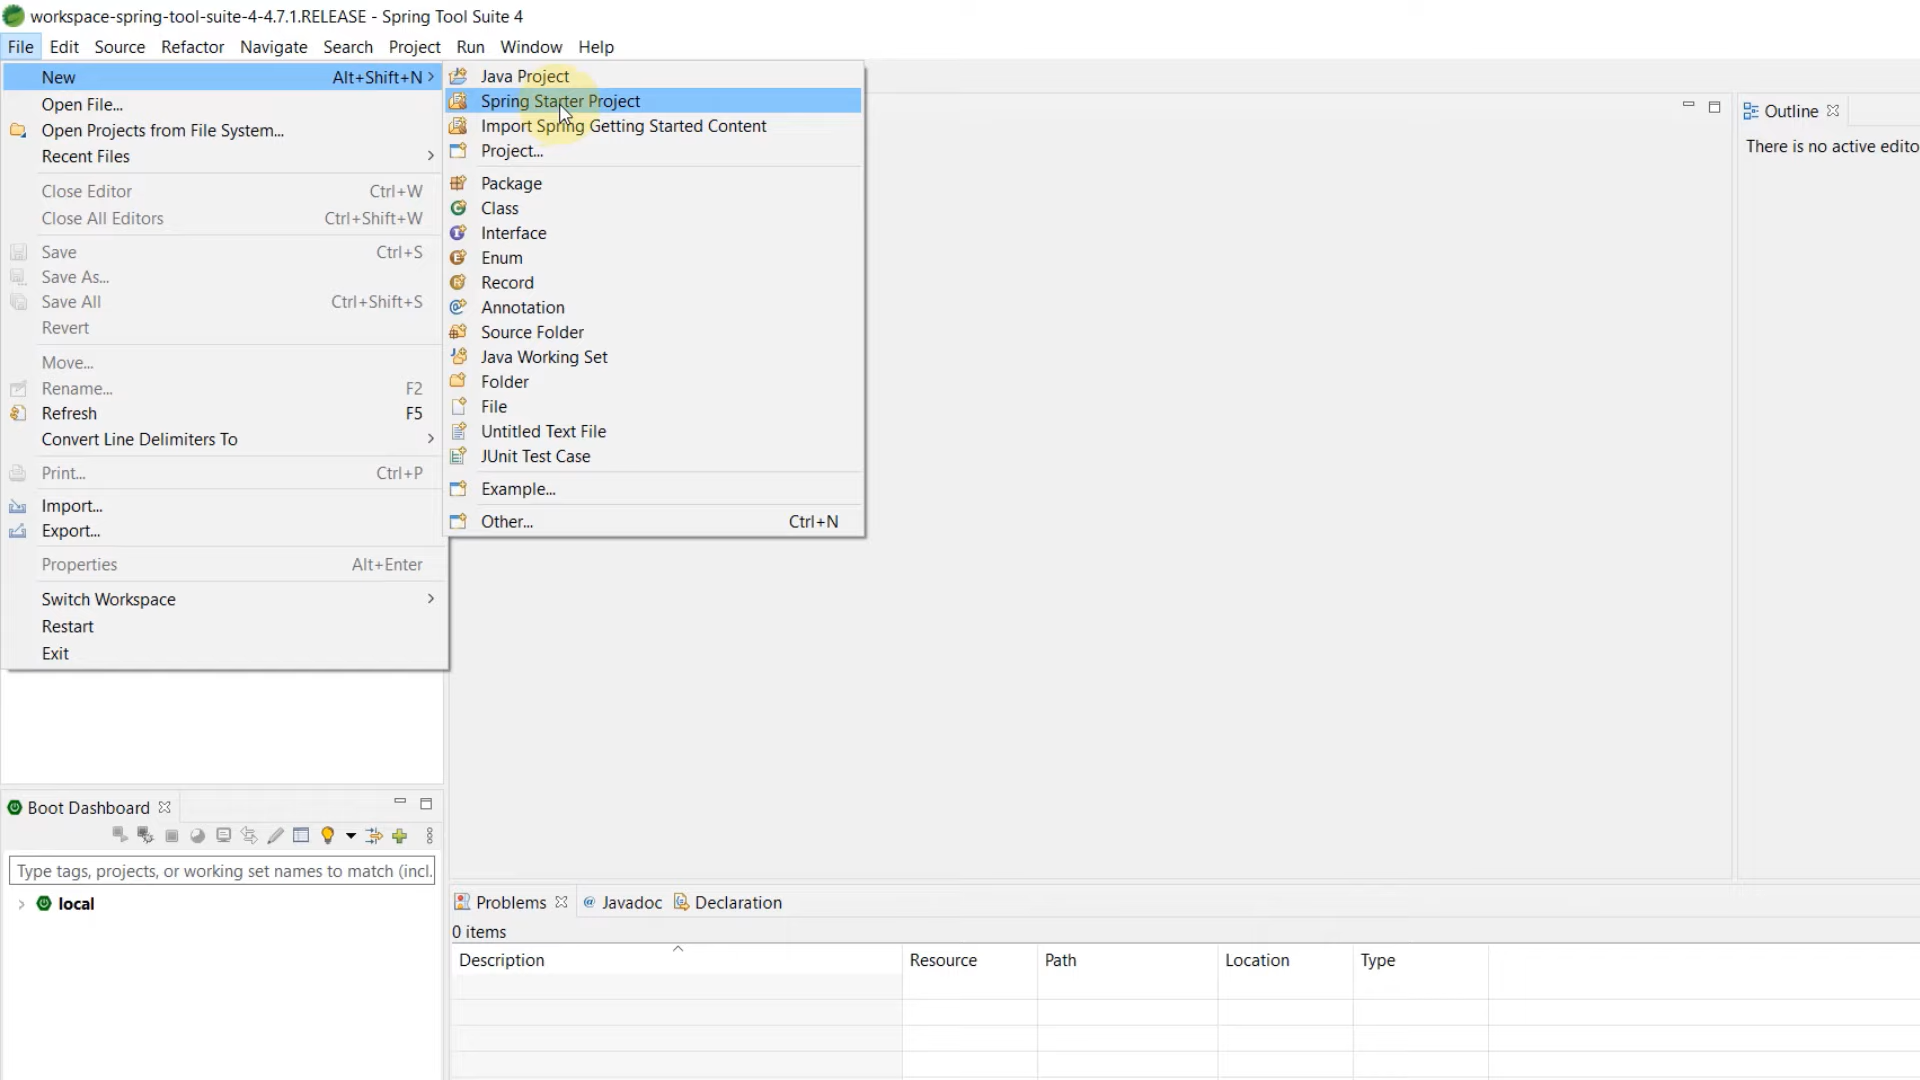 workspace-spring-tool-suite-4-4.7.1.RELEASE - Spring Tool Suite 4
File Edit Source Refactor Navigate Search Project Run Window Help
New Alt+Shift+N
Open File...
Open Projects from File System...
Recent Files
Close Editor Ctrl+W
Close All Editors Ctrl+Shift+W
Save Ctrl+S
Save As...
Save All Ctrl+Shift+S
Revert
Move...
Rename... F2
Refresh F5
Convert Line Delimiters To
Print... Ctrl+P
Import...
Export...
Properties Alt+Enter
Switch Workspace
Restart
Exit
Java Project
Spring Starter Project
Import Spring Getting Started Content
Project...
Package
Class
Interface
Enum
Record
Annotation
Source Folder
Java Working Set
Folder
File
Untitled Text File
JUnit Test Case
Example...
Other... Ctrl+N
Outline
There is no active edito
Boot Dashboard
Type tags, projects, or working set names to match (incl.
local
Problems @ Javadoc Declaration
0 items
Description Resource Path Location Type